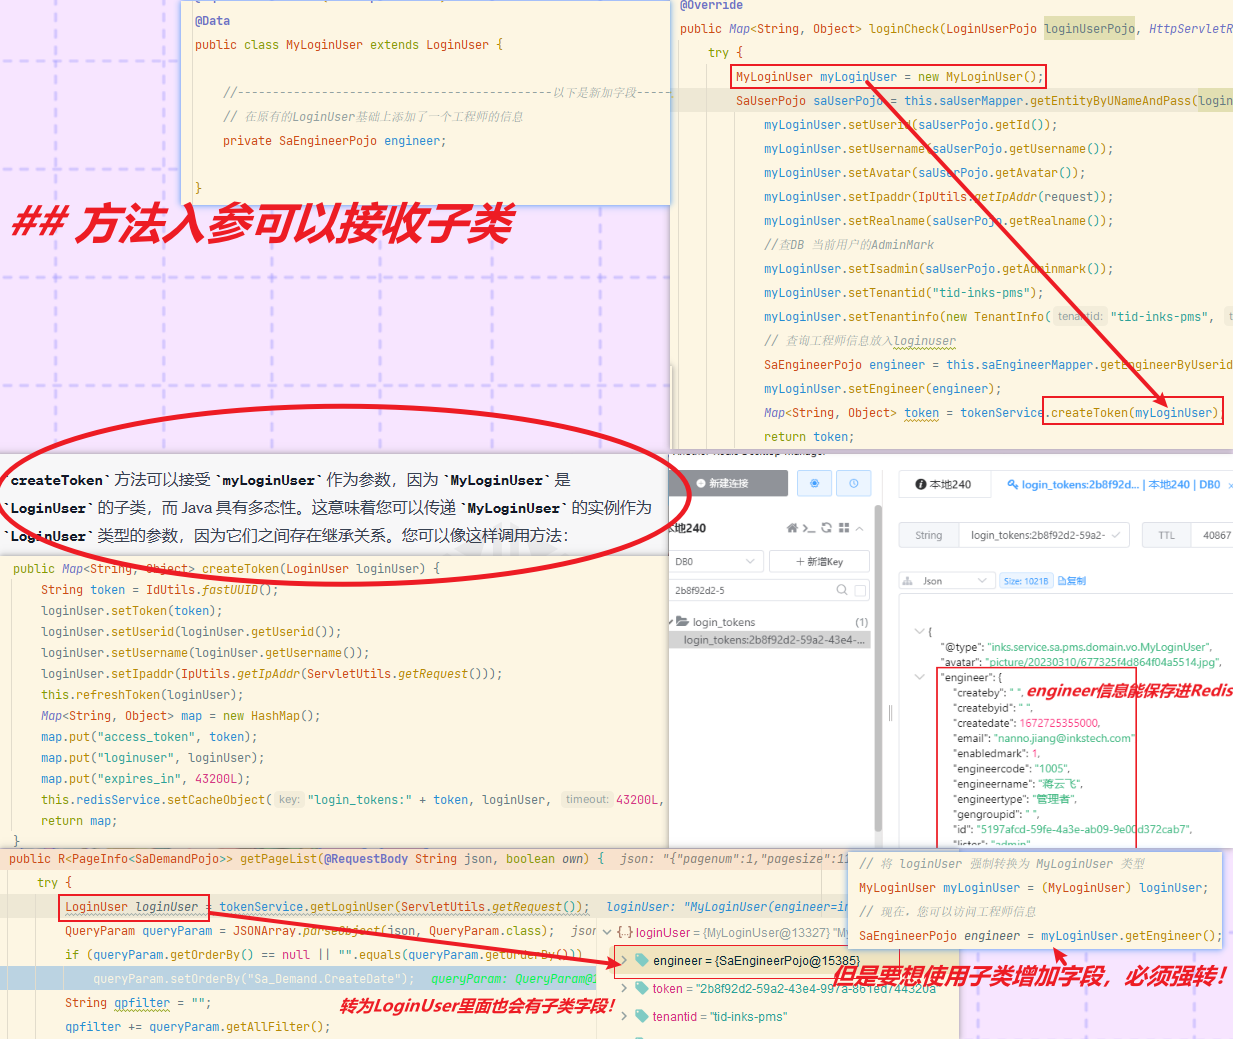 @Data
public class MyLoginUser extends LoginUser {
//---------------------------------------------以下是新加字段-----
// 在原有的LoginUser基础上添加了一个工程师的信息
private SaEngineerPojo engineer;
}
## 方法入参可以接收子类
@Override
public Map<String, Object> loginCheck(LoginUserPojo loginUserPojo, HttpServletR
try {
MyLoginUser myLoginUser = new MyLoginUser();
SaUserPojo saUserPojo = this.saUserMapper.getEntityByUNameAndPass(login
myLoginUser.setUserid(saUserPojo.getId());
myLoginUser.setUsername(saUserPojo.getUsername());
myLoginUser.setAvatar(saUserPojo.getAvatar());
myLoginUser.setIpaddr(IpUtils.getIpAddr(request));
myLoginUser.setRealname(saUserPojo.getRealname());
//查DB 当前用户的AdminMark
myLoginUser.setIsadmin(saUserPojo.getAdminmark());
myLoginUser.setTenantid("tid-inks-pms");
myLoginUser.setTenantinfo(new TenantInfo( tenantid: "tid-inks-pms",
// 查询工程师信息放入loginuser
SaEngineerPojo engineer = this.saEngineerMapper.getEngineerByUserid
myLoginUser.setEngineer(engineer);
Map<String, Object> token = tokenService.createToken(myLoginUser)
return token;
`createToken` 方法可以接受 `myLoginUser` 作为参数，因为 `MyLoginUser` 是
`LoginUser` 的子类，而 Java 具有多态性。这意味着您可以传递 `MyLoginUser` 的实例作为
`LoginUser` 类型的参数，因为它们之间存在继承关系。您可以像这样调用方法：
public Map<String, Object> createToken(LoginUser loginUser) {
String token = IdUtils.fastUUID();
loginUser.setToken(token);
loginUser.setUserid(loginUser.getUserid());
loginUser.setUsername(loginUser.getUsername());
loginUser.setIpaddr(IpUtils.getIpAddr(ServletUtils.getRequest()));
this.refreshToken(loginUser);
Map<String, Object> map = new HashMap();
map.put("access_token", token);
map.put("loginuser", loginUser);
map.put("expires_in", 43200L);
this.redisService.setCacheObject( key: "login_tokens:" + token, loginUser, timeout: 43200L,
return map;
}
Another Redis Desktop Manager
新建连接
本地240
DB0
+ 新增Key
2b8f92d2-5
login_tokens (1)
login_tokens:2b8f92d2-59a2-43e4-...
本地240
login_tokens:2b8f92d... | 本地240 | DB0 ×
String login_tokens:2b8f92d2-59a2- TTL 40867
Json Size: 1021B 复制
{
"@type": "inks.service.sa.pms.domain.vo.MyLoginUser",
"avatar": "picture/20230310/677325f4d864f04a5514.jpg",
"engineer": {
"createby": " ",
engineer信息能保存进Redis
"createbyid": " ",
"createdate": 1672725355000,
"email": "nanno.jiang@inkstech.com"
"enabledmark": 1,
"engineercode": "1005",
"engineername": "蒋云飞",
"engineertype": "管理者",
"gengroupid": " ",
"id": "5197afcd-59fe-4a3e-ab09-9e00d372cab7",
"lister": "admin"
public R<PageInfo<SaDemandPojo>> getPageList(@RequestBody String json, boolean own) { json: "{"pagenum":1,"pagesize":1
try {
LoginUser loginUser = tokenService.getLoginUser(ServletUtils.getRequest()); loginUser: "MyLoginUser(engineer=in
QueryParam queryParam = JSONArray.parseObject(json, QueryParam.class); json
if (queryParam.getOrderBy() == null || "".equals(queryParam.getOrderBy()))
queryParam.setOrderBy("Sa_Demand.CreateDate"); queryParam: QueryParam@
String qpfilter = "";
qpfilter += queryParam.getAllFilter();
转为LoginUser里面也会有子类字段！
loginUser = {MyLoginUser@13327} "My
engineer = {SaEngineerPojo@15385}
token = "2b8f92d2-59a2-43e4-997a-861ed744320a
tenantid = "tid-inks-pms"
// 将 loginUser 强制转换为 MyLoginUser 类型
MyLoginUser myLoginUser = (MyLoginUser) loginUser;
// 现在，您可以访问工程师信息
SaEngineerPojo engineer = myLoginUser.getEngineer();
但是要想使用子类增加字段，必须强转！